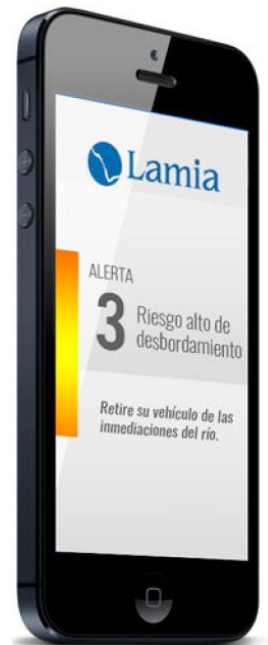 Lamia
ALERTA
3
Riesgo alto de
desbordamiento
Retire su vehículo de las
inmediaciones del río.